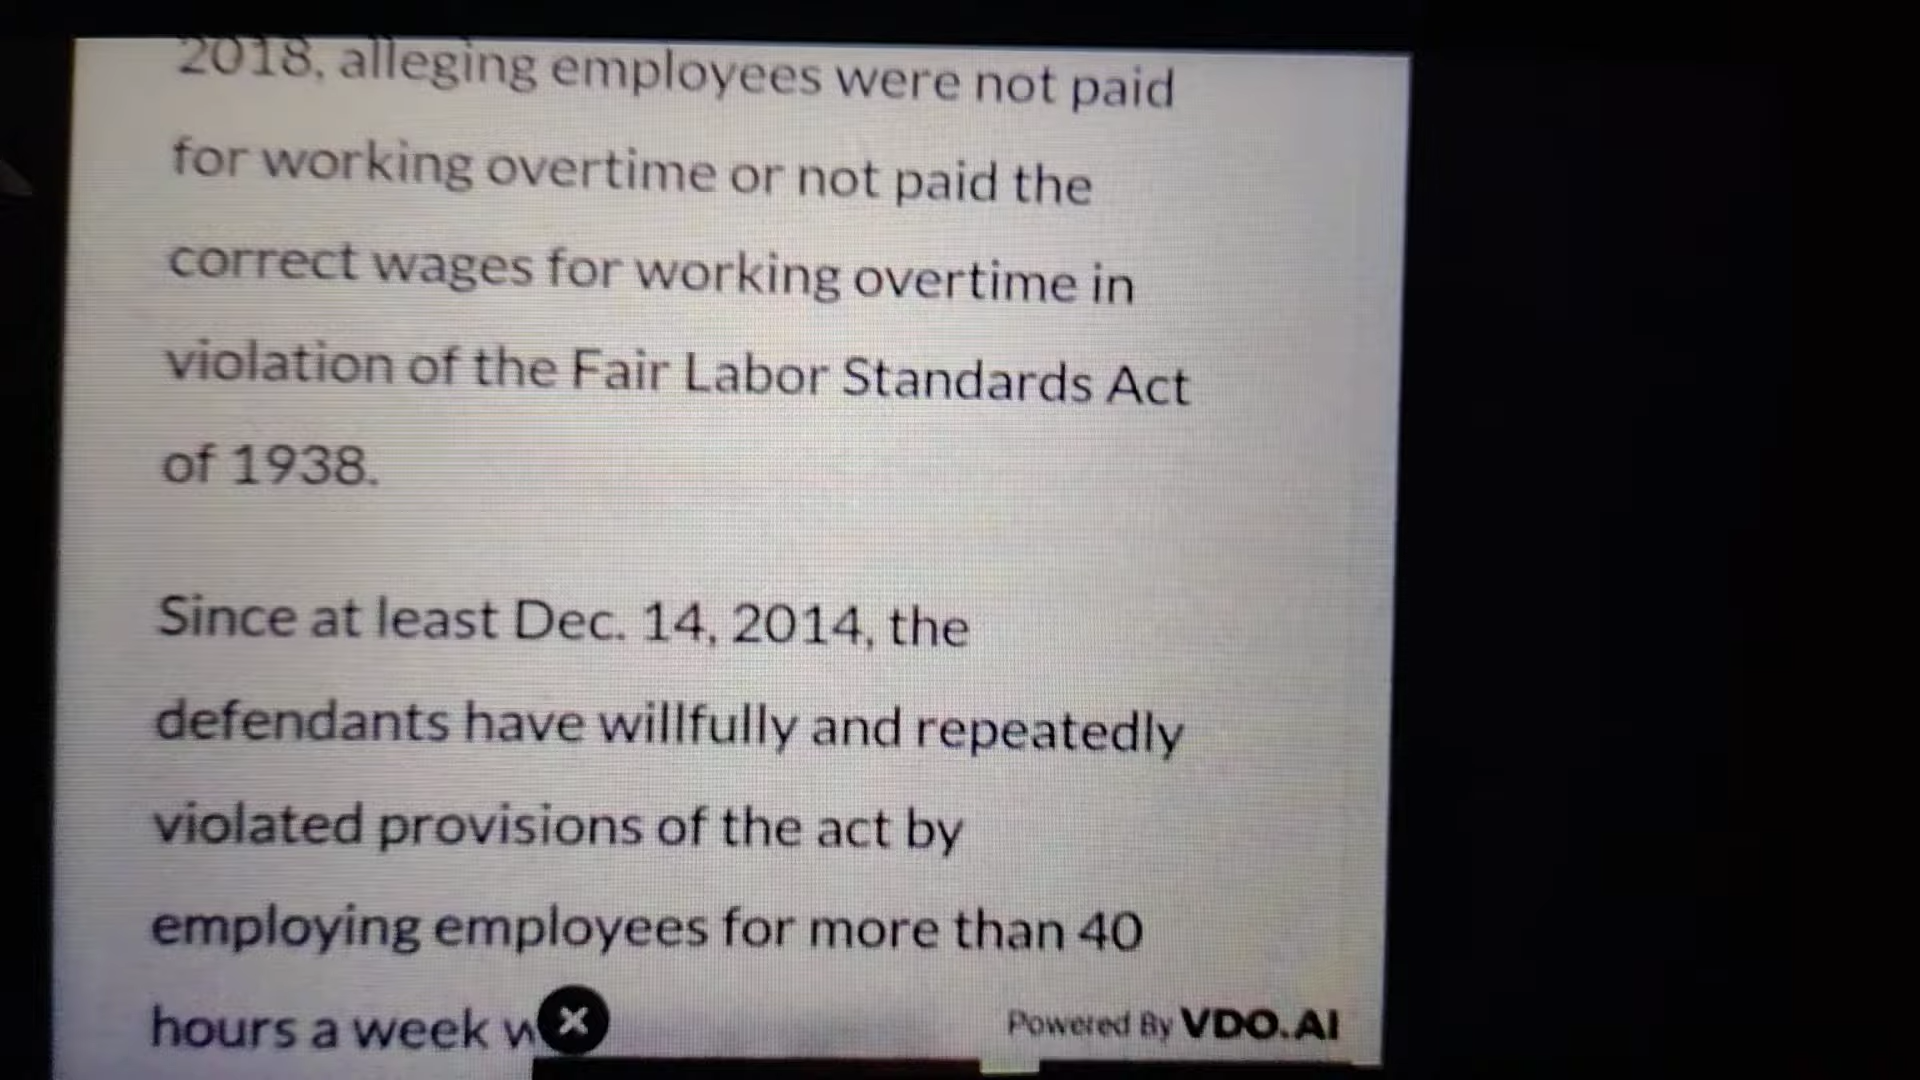 2018, alleging employees were not paid
for working overtime or not paid the
correct wages for working overtime in
violation of the Fair Labor Standards Act
of 1938.
Since at least Dec. 14, 2014, the
defendants have willfully and repeatedly
violated provisions of the act by
employing employees for more than 40
hours a week
Powered By VDO.AI